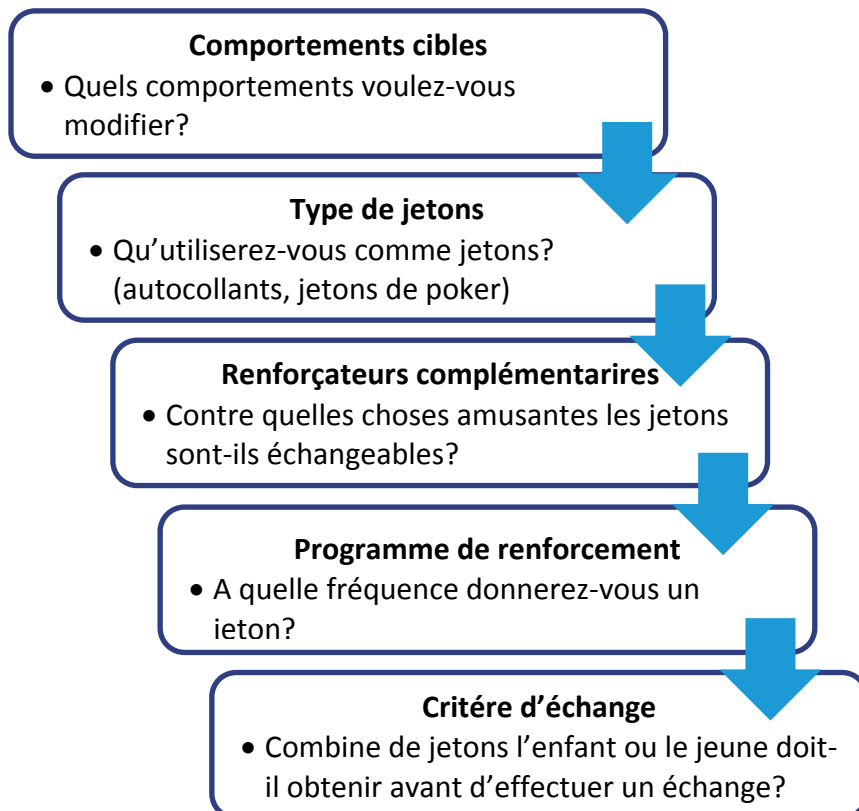 Comportements cibles
• Quels comportements voulez-vous
modifier?
Type de jetons
• Qu’utiliserez-vous comme jetons?
(autocollants, jetons de poker)
Renforçateurs complémentarires
• Contre quelles choses amusantes les jetons
sont-ils échangeables?
Programme de renforcement
• A quelle fréquence donnerez-vous un
jeton?
Critére d’échange
• Combine de jetons l’enfant ou le jeune doit-
il obtenir avant d’effectuer un échange?